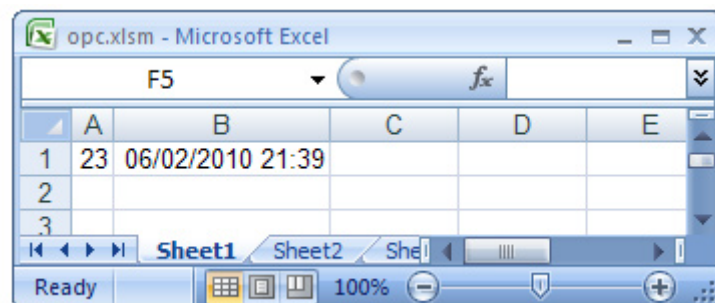 opc.xlsm - Microsoft Excel
F5 fx
A B C D E
1 23 06/02/2010 21:39
2
3
Sheet1 Sheet2 She
Ready 100%